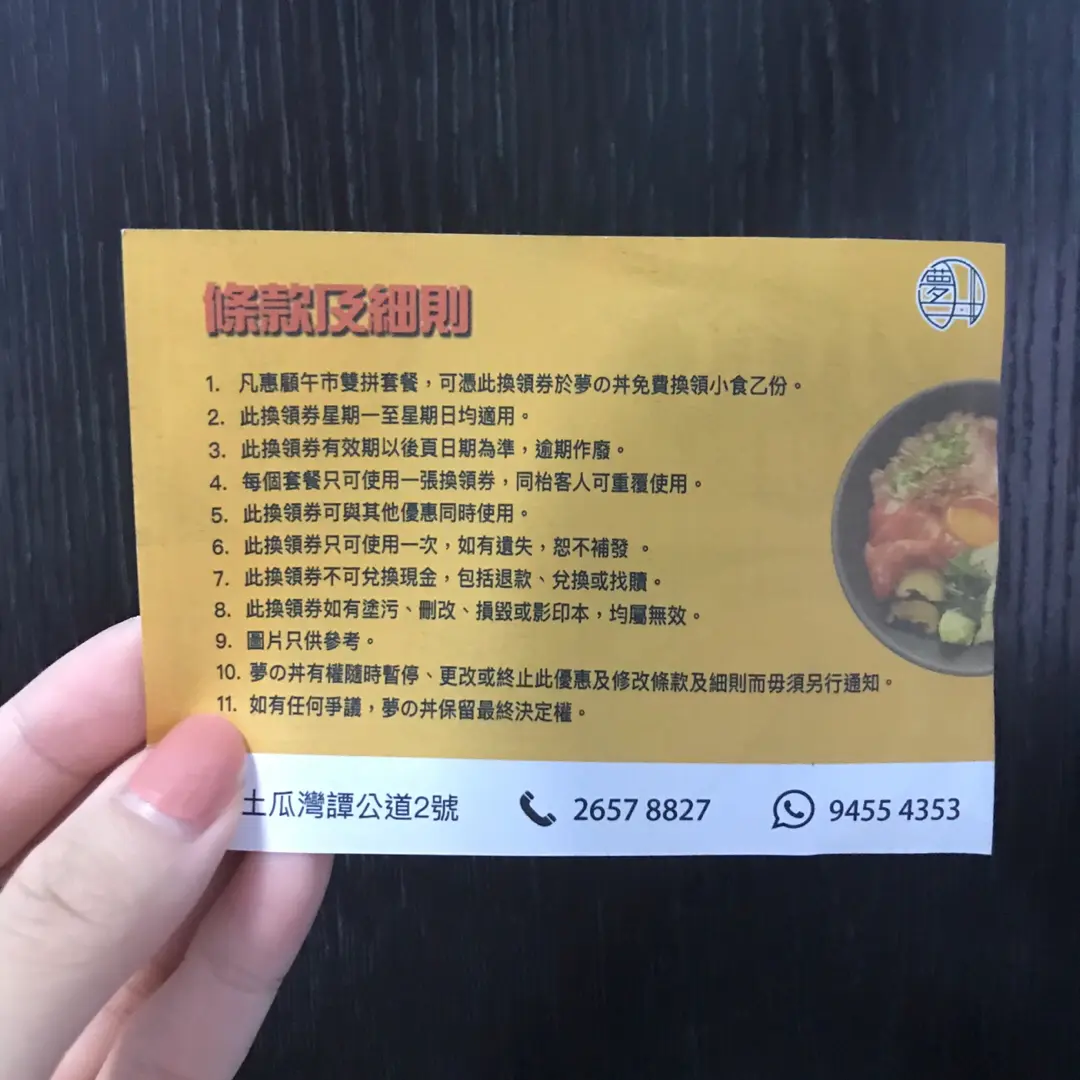 條款及細則
夢丼
1. 凡惠顧午市雙拼套餐，可憑此換領券於夢の丼免費換領小食乙份。
2. 此換領券星期一至星期日均適用。
3. 此換領券有效期以後頁日期為準，逾期作廢。
4. 每個套餐只可使用一張換領券，同枱客人可重覆使用。
5. 此換領券可與其他優惠同時使用。
6. 此換領券只可使用一次，如有遺失，恕不補發 。
7. 此換領券不可兌換現金，包括退款、兌換或找贖。
8. 此換領券如有塗污、刪改、損毀或影印本，均屬無效。
9. 圖片只供參考。
10. 夢の丼有權隨時暫停、更改或終止此優惠及修改條款及細則而毋須另行通知。
11. 如有任何爭議，夢の丼保留最終決定權。
土瓜灣譚公道2號 2657 8827 9455 4353